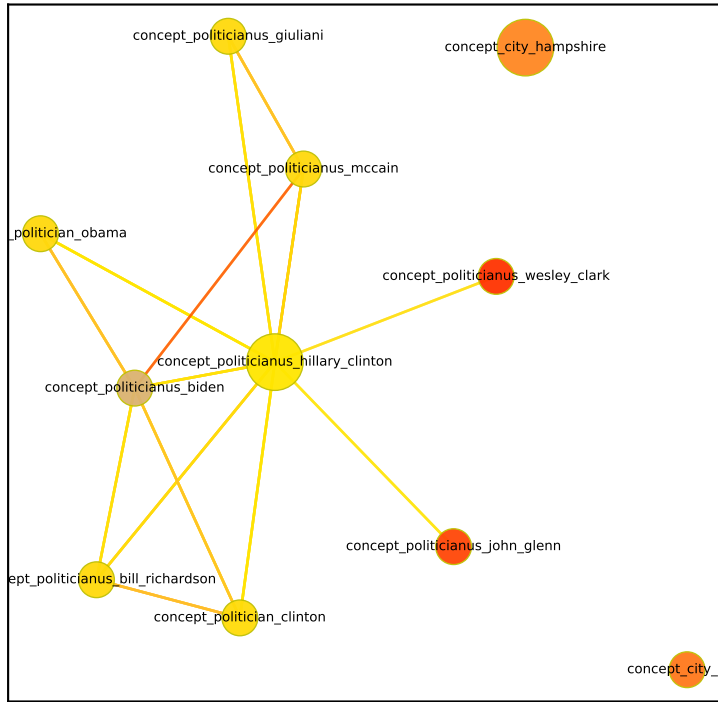 concept_politicianus_giuliani
concept_city_hampshire
concept_politicianus_mccain
_politician_obama
concept_politicianus_wesley_clark
concept_politicianus_hillary_clinton
concept_politicianus_biden
concept_politicianus_john_glenn
ept_politicianus_bill_richardson
concept_politician_clinton
concept_city_